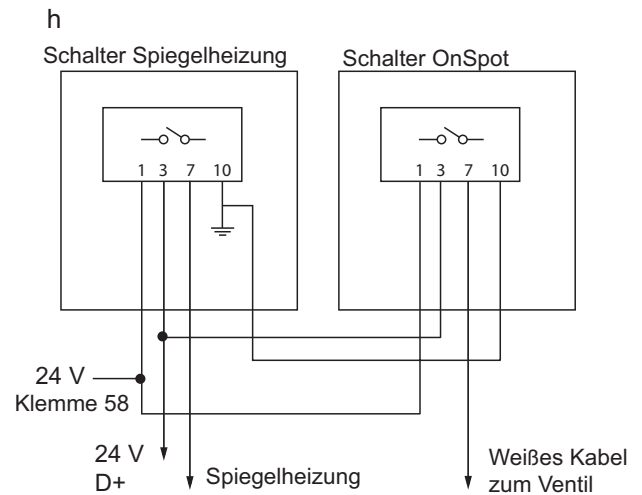 h
Schalter Spiegelheizung
Schalter OnSpot
1 3 7 10
1 3 7 10
24 V
Klemme 58
24 V
D+
Spiegelheizung
Weißes Kabel
zum Ventil